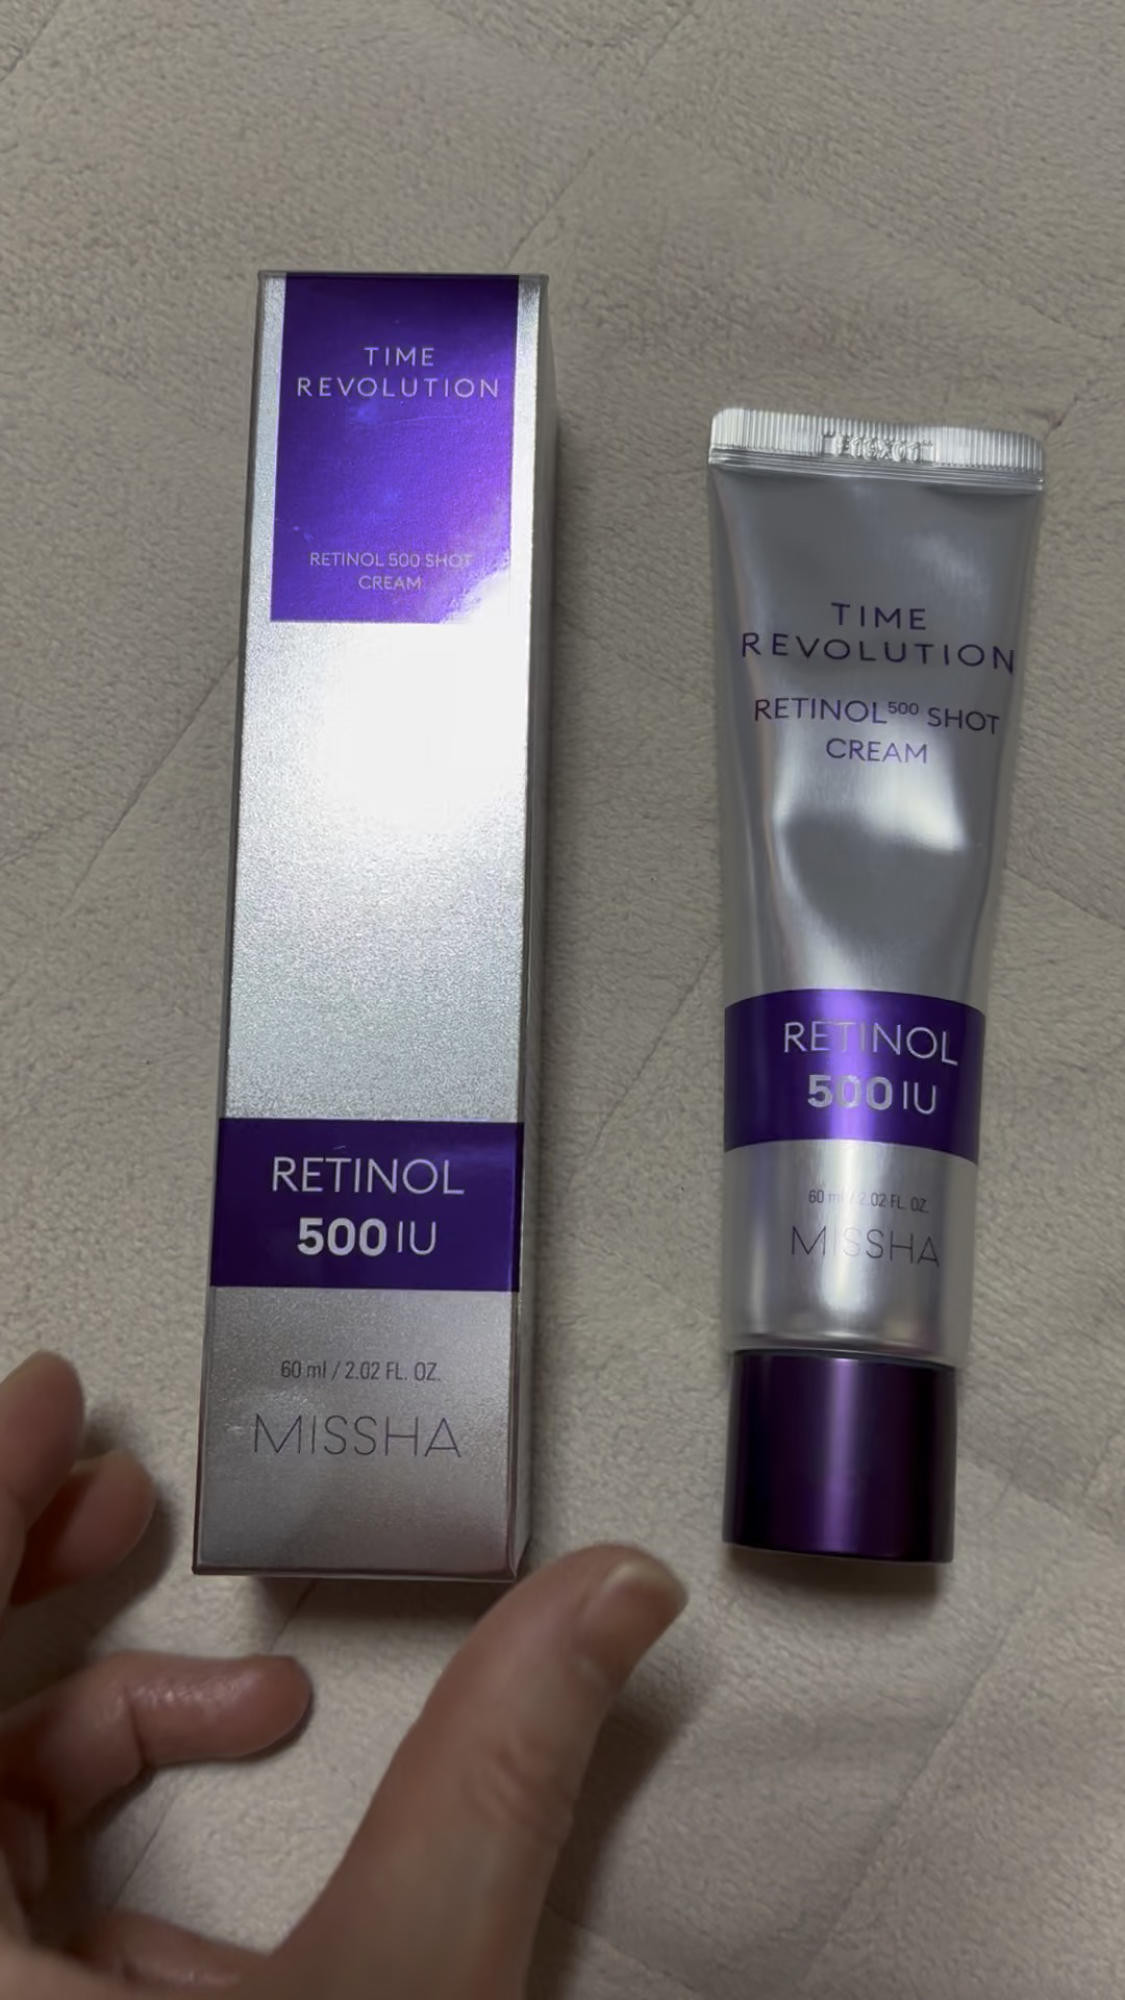 TIME
REVOLUTION
RETINOL 500 SHOT
CREAM
RETINOL
500 IU
60 ml / 2.02 FL. OZ.
MISSHA
TIME
REVOLUTION
RETINOL⁵⁰⁰ SHOT
CREAM
RETINOL
500 IU
60 ml / 2.02 FL. OZ.
MISSHA